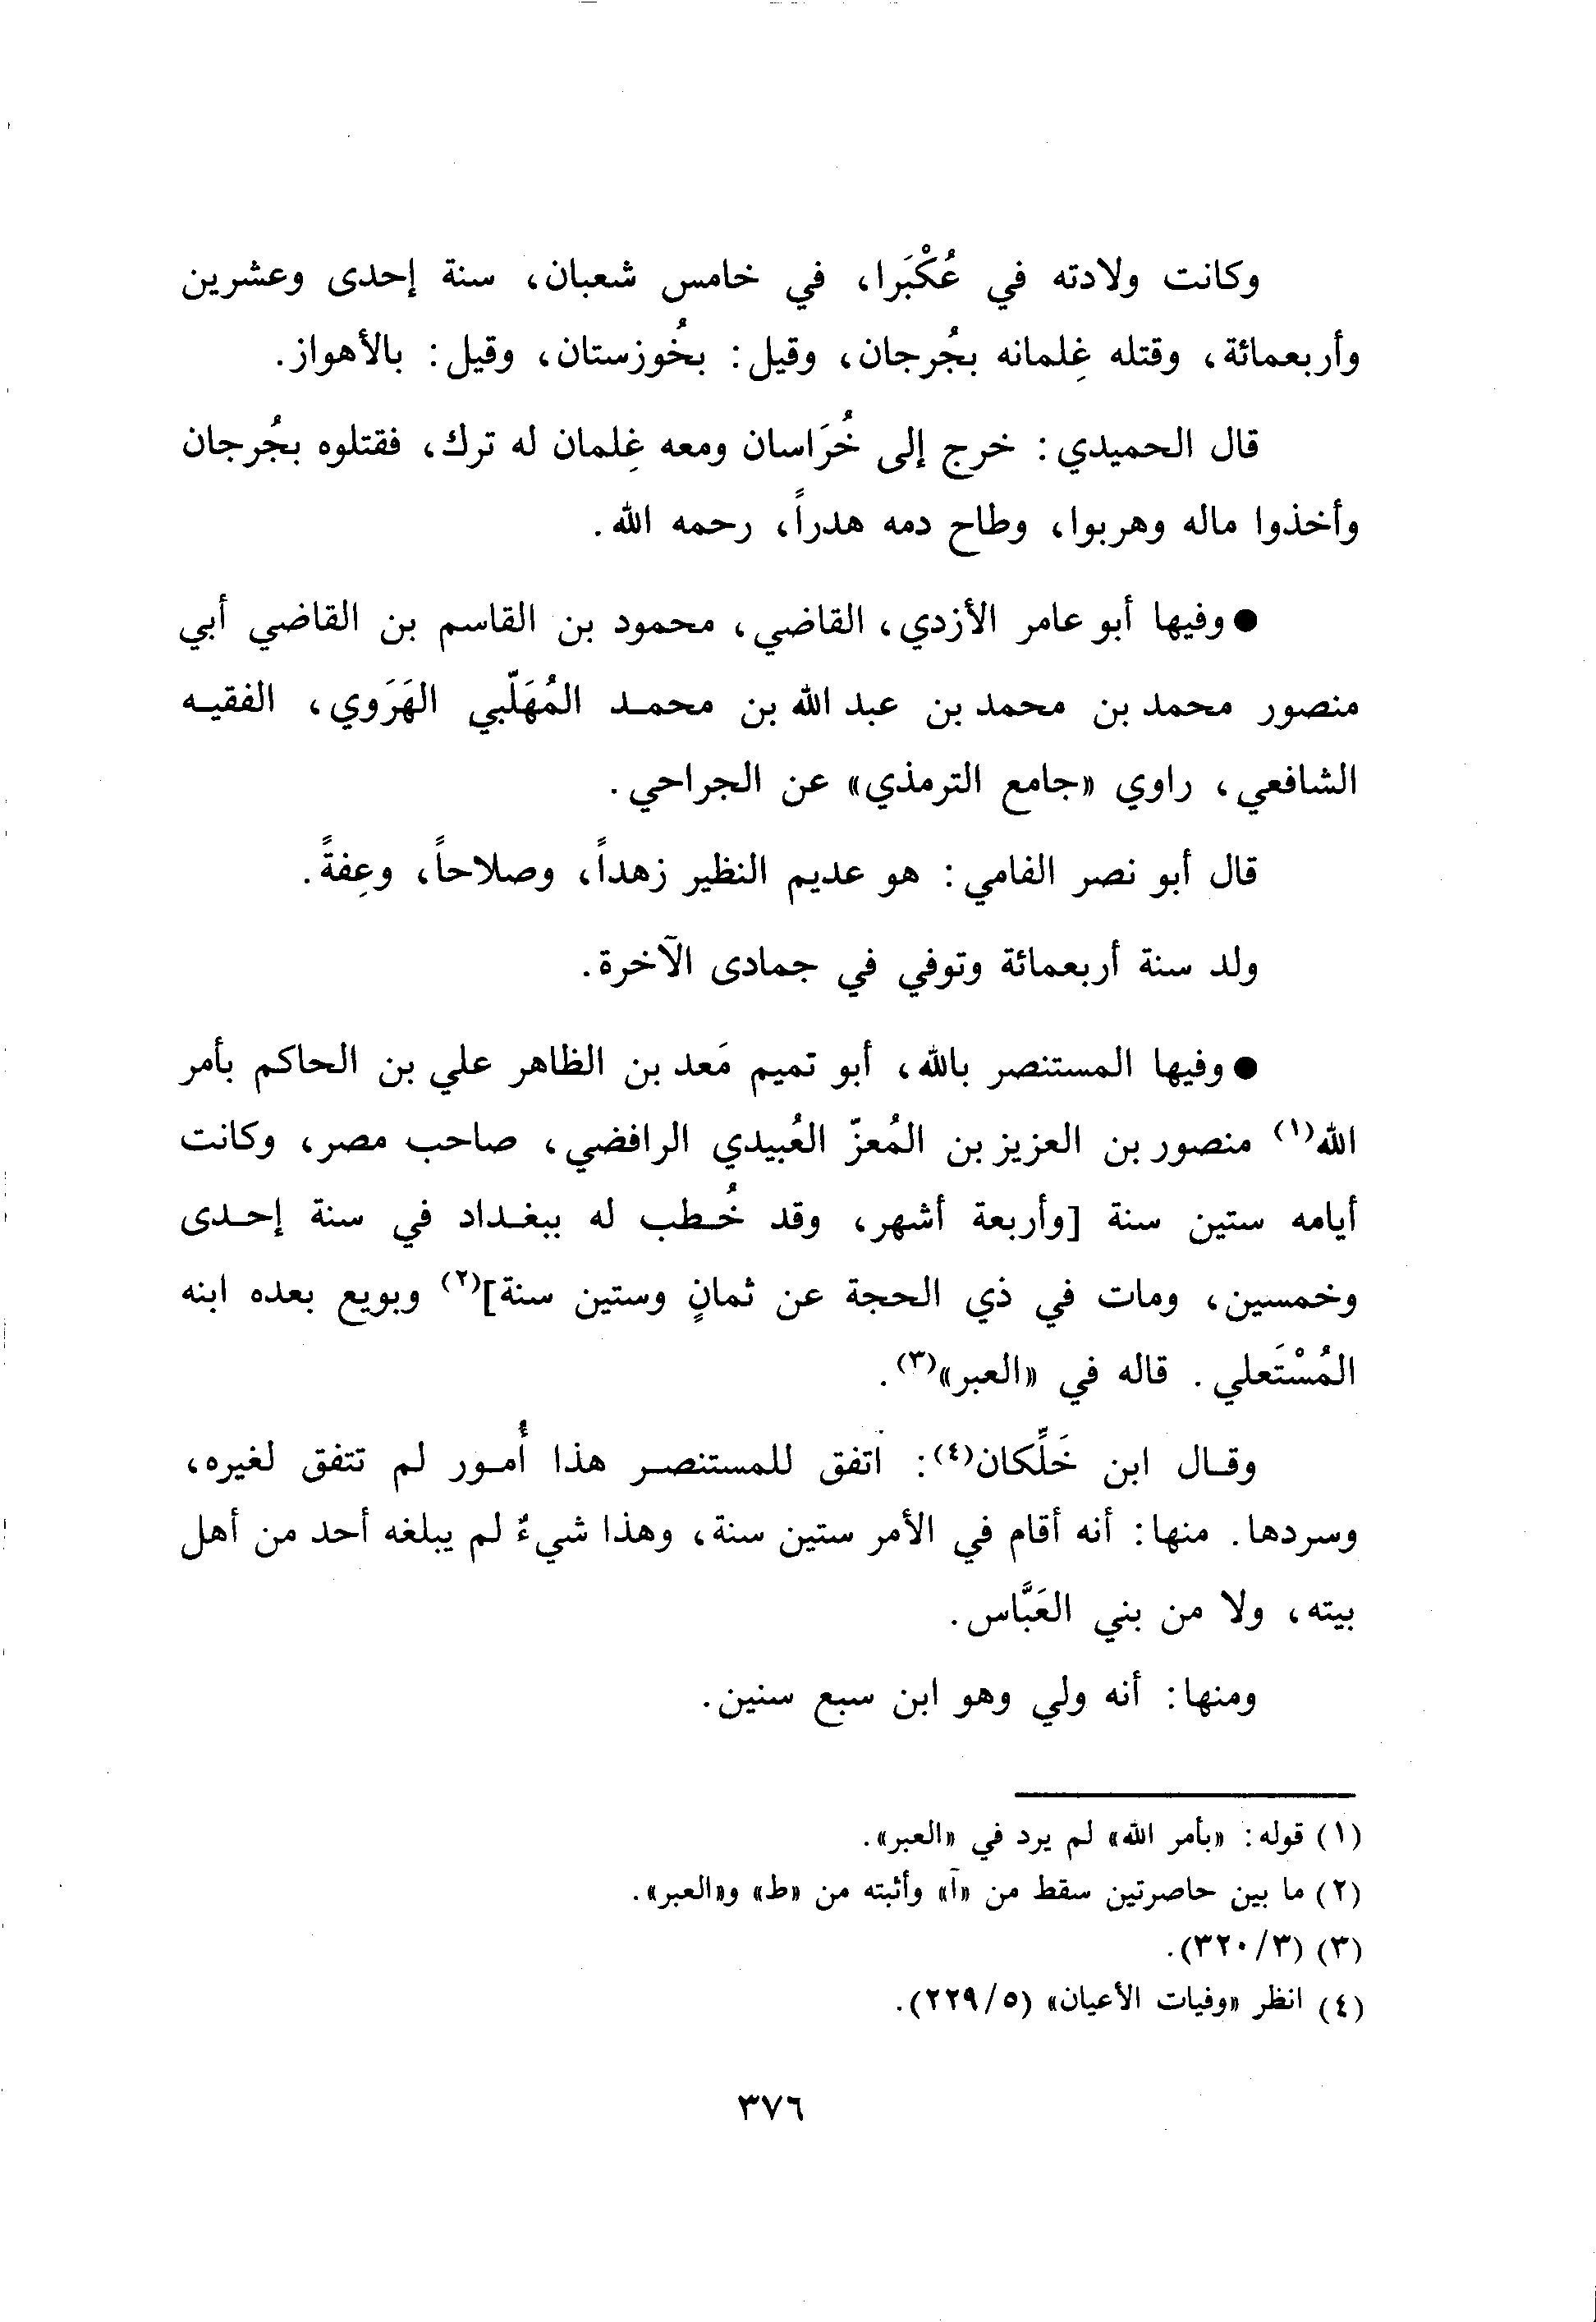 وكانت ولادته في عُكْبَرا، في خامس شعبان، سنة إحدى وعشرين
وأربعمائة، وقتله غِلمانه بجُرجان، وقيل: بخُوزستان، وقيل: بالأهواز.
قال الحميدي: خرج إلى خُرَاسان ومعه غِلمان له ترك، فقتلوه بجُرجان
وأخذوا ماله وهربوا، وطاح دمه هدراً، رحمه الله.
● وفيها أبو عامر الأزدي، القاضي، محمود بن القاسم بن القاضي أبي
منصور محمد بن محمد بن عبد الله بن محمـد المُهَلّبي الهَرَوي، الفقيـه
الشافعي، راوي «جامع الترمذي» عن الجراحي.
قال أبو نصر الفامي: هو عديم النظير زهداً، وصلاحاً، وعِفةً.
ولد سنة أربعمائة وتوفي في جمادى الآخرة.
● وفيها المستنصر بالله، أبو تميم مَعد بن الظاهر علي بن الحاكم بأمر
الله(١) منصور بن العزيز بن المُعزّ العُبيدي الرافضي، صاحب مصر، وكانت
أيامه ستين سنة [وأربعة أشهر، وقد خُـطب له ببغـداد في سنة إحـدى
وخمسين، ومات في ذي الحجة عن ثمانٍ وستين سنة](٢) وبويع بعده ابنه
المُسْتَعلي. قاله في «العبر»(٣).
وقـال ابن خَلِّكان(٤): اتفق للمستنصـر هذا أُمـور لم تتفق لغيره،
وسردها. منها: أنه أقام في الأمر ستين سنة، وهذا شيءٌ لم يبلغه أحد من أهل
بيته، ولا من بني العَبَّاس.
ومنها: أنه ولي وهو ابن سبع سنين.
(١) قوله: «بأمر الله» لم يرد في «العبر».
(٢) ما بين حاصرتين سقط من «آ» وأثبته من «ط» و«العبر».
(٣) (٣/ ٣٢٠).
(٤) انظر «وفيات الأعيان» (٥/ ٢٢٩).
٣٧٦